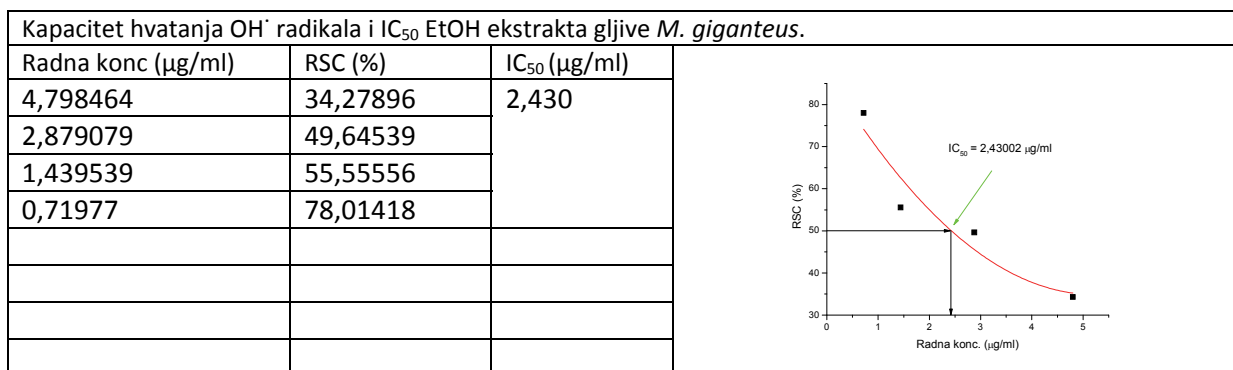 Kapacitet hvatanja OH˙ radikala i IC₅₀ EtOH ekstrakta gljive M. giganteus.
Radna konc (µg/ml) RSC (%) IC₅₀ (µg/ml)
4,798464 34,27896 2,430
2,879079 49,64539
1,439539 55,55556
0,71977 78,01418
80
70
60
50
40
30
RSC (%)
IC₅₀ = 2,43002 µg/ml
0 1 2 3 4 5
Radna konc. (µg/ml)